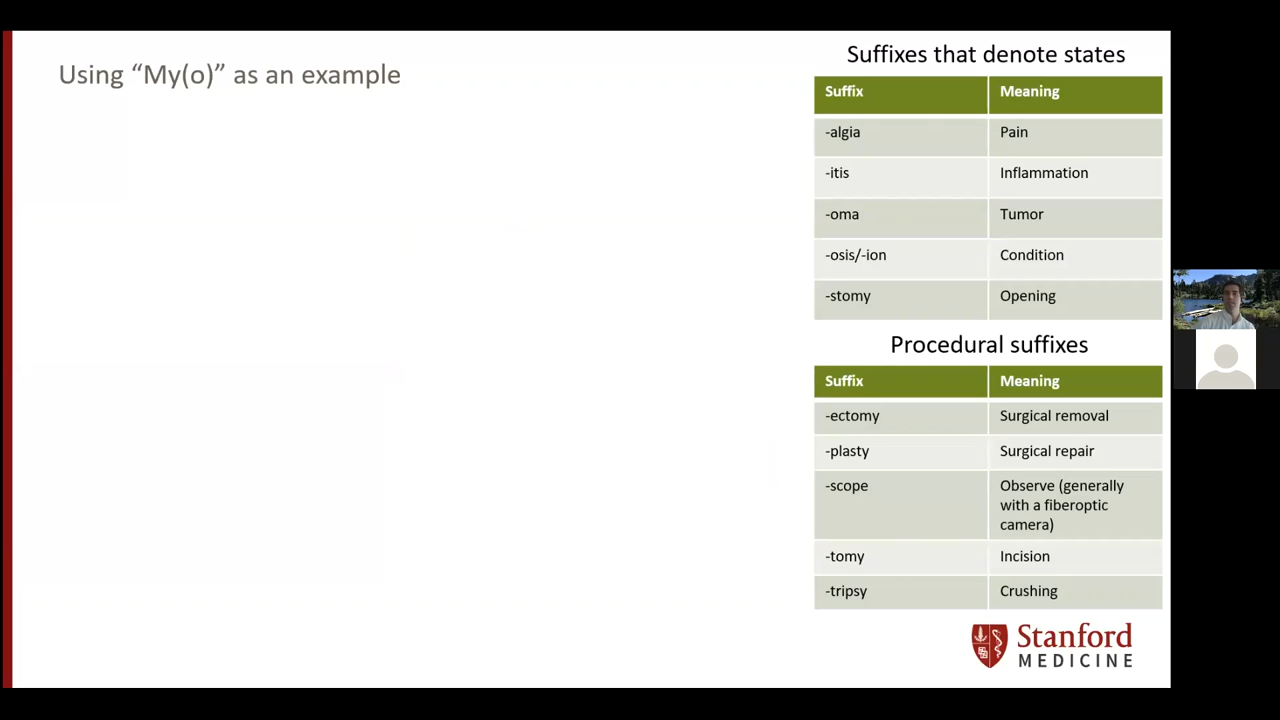 Using “My(o)” as an example
Suffixes that denote states
Suffix Meaning
-algia Pain
-itis Inflammation
-oma Tumor
-osis/-ion Condition
-stomy Opening
Procedural suffixes
Suffix Meaning
-ectomy Surgical removal
-plasty Surgical repair
-scope Observe (generally
with a fiberoptic
camera)
-tomy Incision
-tripsy Crushing
Stanford
MEDICINE